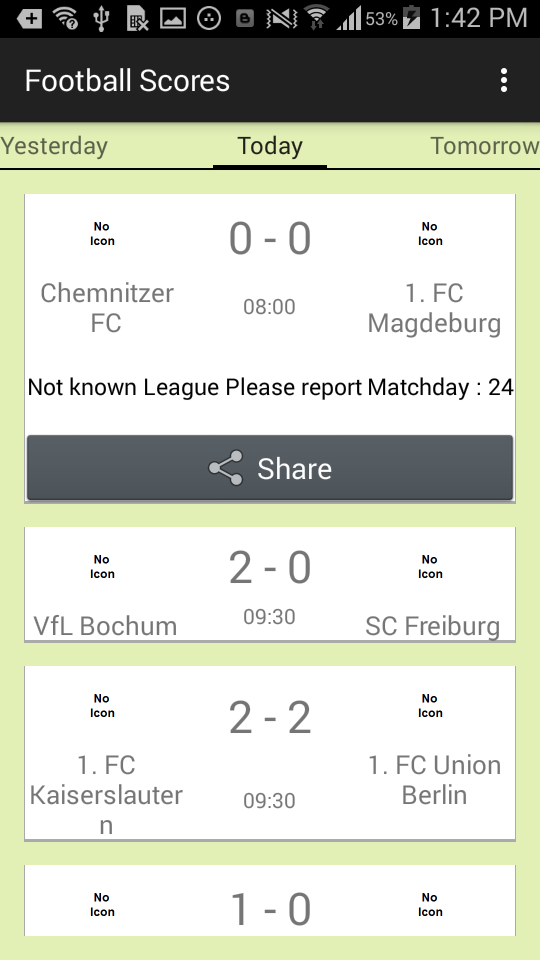 53% 1:42 PM
Football Scores
Yesterday Today Tomorrow
No
Icon
0 - 0
No
Icon
Chemnitzer
FC
08:00
1. FC
Magdeburg
Not known League Please report Matchday : 24
Share
No
Icon
2 - 0
No
Icon
VfL Bochum
09:30
SC Freiburg
No
Icon
2 - 2
No
Icon
1. FC
Kaiserslauter
n
09:30
1. FC Union
Berlin
No
Icon
1 - 0
No
Icon